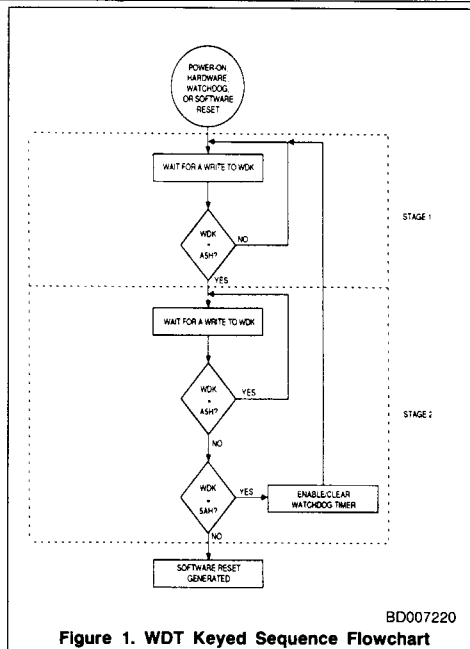 POWER-ON,
HARDWARE,
WATCHDOG,
OR SOFTWARE
RESET
WAIT FOR A WRITE TO WDK
STAGE 1
WDK
=
A5H?
NO
YES
WAIT FOR A WRITE TO WDK
WDK
=
A5H?
YES
STAGE 2
NO
WDK
=
5AH?
YES
ENABLE/CLEAR
WATCHDOG TIMER
NO
SOFTWARE RESET
GENERATED
BD007220
Figure 1. WDT Keyed Sequence Flowchart